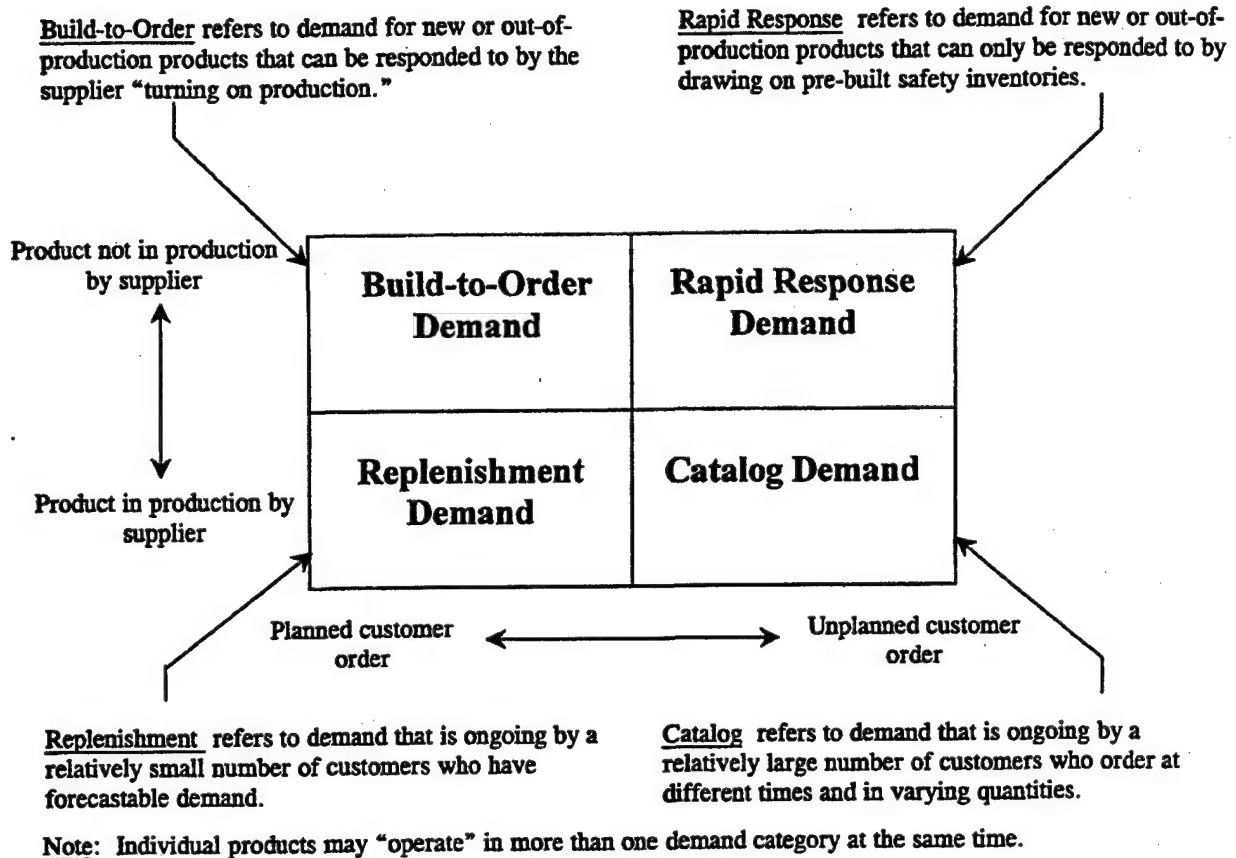 Build-to-Order refers to demand for new or out-of-
production products that can be responded to by the
supplier “turning on production.”
Rapid Response refers to demand for new or out-of-
production products that can only be responded to by
drawing on pre-built safety inventories.
Product not in production
by supplier
Build-to-Order
Demand
Rapid Response
Demand
Product in production by
supplier
Replenishment
Demand
Catalog Demand
Planned customer
order
Unplanned customer
order
Replenishment refers to demand that is ongoing by a
relatively small number of customers who have
forecastable demand.
Catalog refers to demand that is ongoing by a
relatively large number of customers who order at
different times and in varying quantities.
Note: Individual products may “operate” in more than one demand category at the same time.